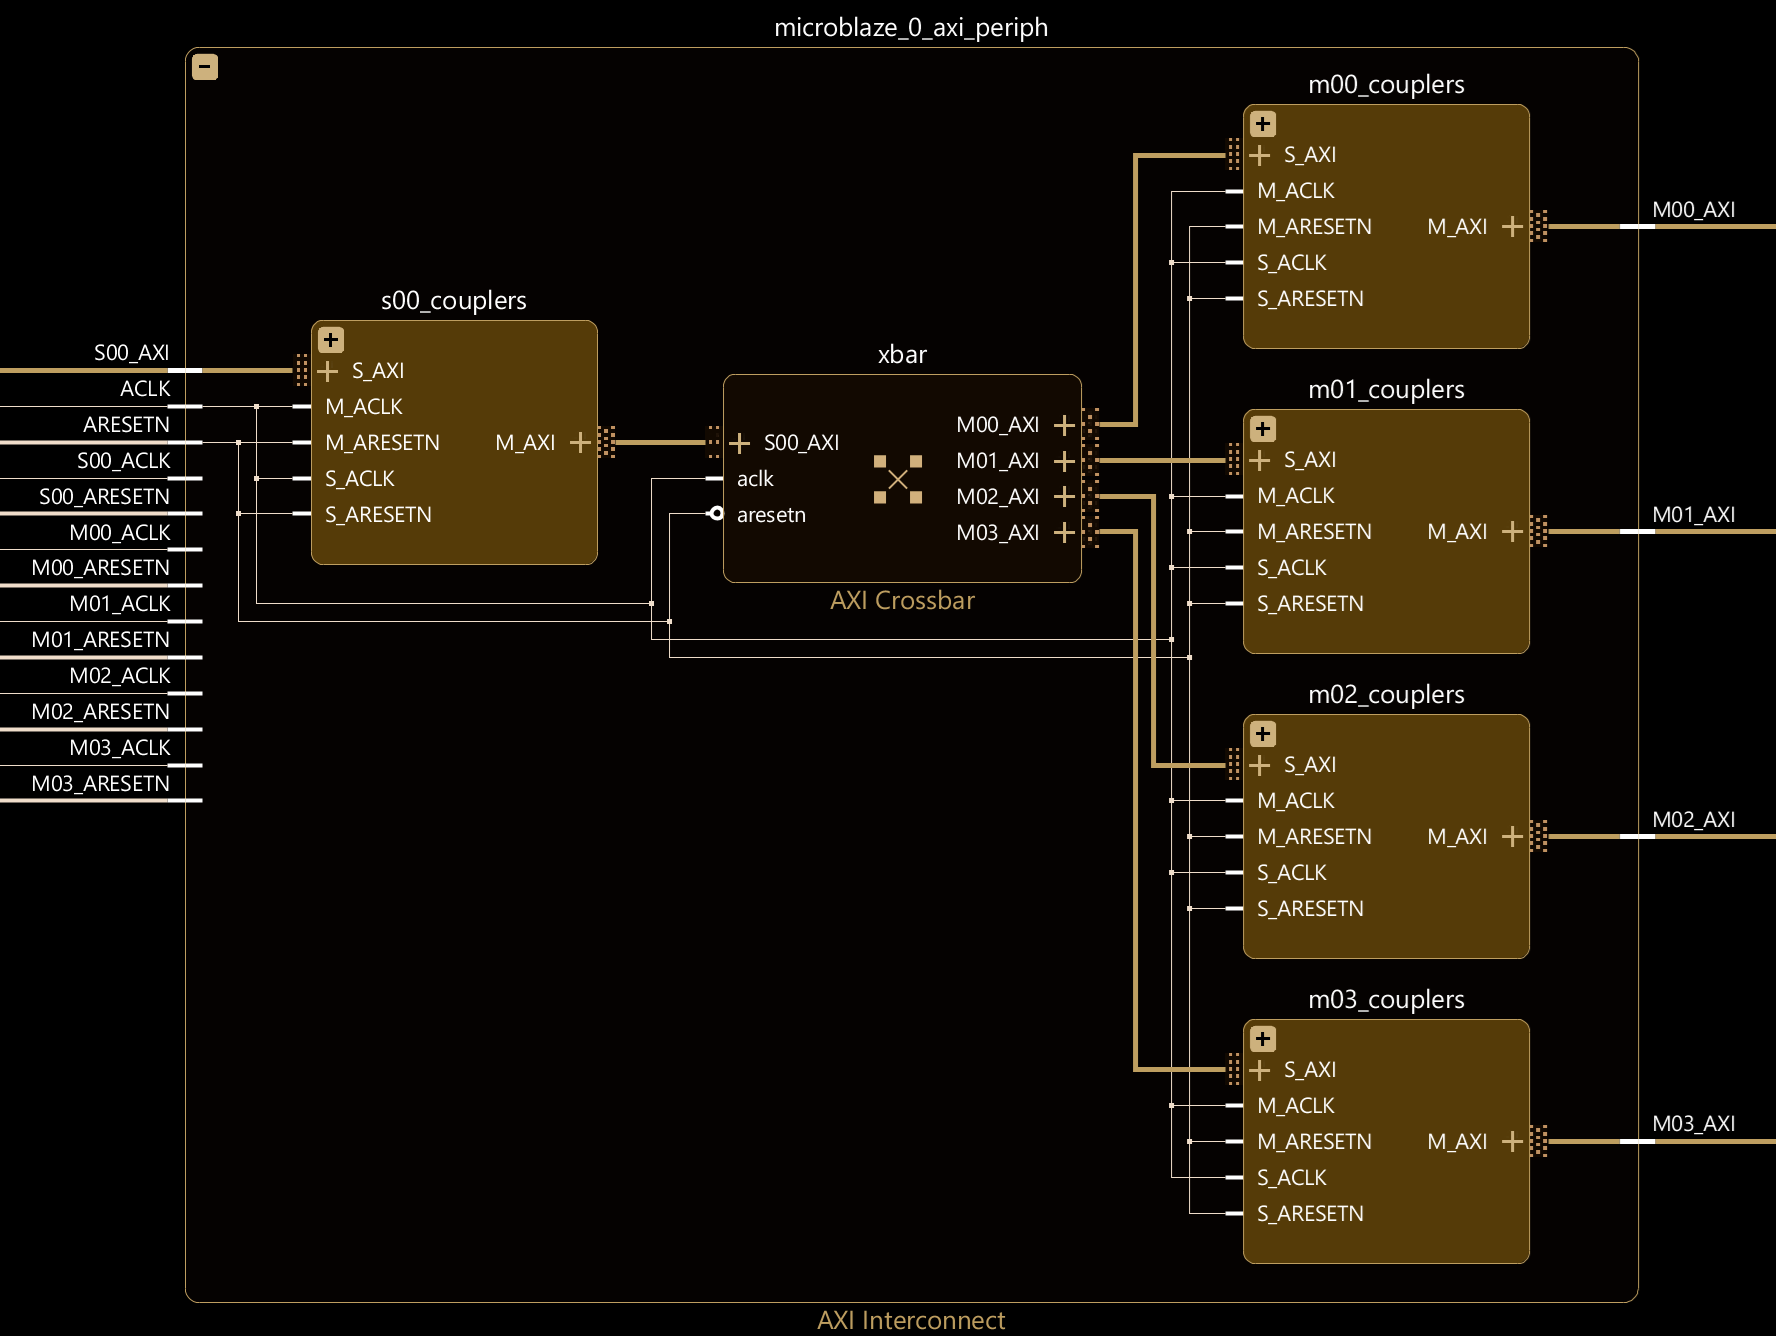 microblaze_0_axi_periph
S00_AXI
ACLK
ARESETN
S00_ACLK
S00_ARESETN
M00_ACLK
M00_ARESETN
M01_ACLK
M01_ARESETN
M02_ACLK
M02_ARESETN
M03_ACLK
M03_ARESETN
s00_couplers
S_AXI
M_ACLK
M_ARESETN M_AXI
S_ACLK
S_ARESETN
xbar
M00_AXI
S00_AXI
M01_AXI
aclk
M02_AXI
aresetn
M03_AXI
AXI Crossbar
m00_couplers
S_AXI
M_ACLK
M_ARESETN M_AXI
S_ACLK
S_ARESETN
M00_AXI
m01_couplers
S_AXI
M_ACLK
M_ARESETN M_AXI
S_ACLK
S_ARESETN
M01_AXI
m02_couplers
S_AXI
M_ACLK
M_ARESETN M_AXI
S_ACLK
S_ARESETN
M02_AXI
m03_couplers
S_AXI
M_ACLK
M_ARESETN M_AXI
S_ACLK
S_ARESETN
M03_AXI
AXI Interconnect